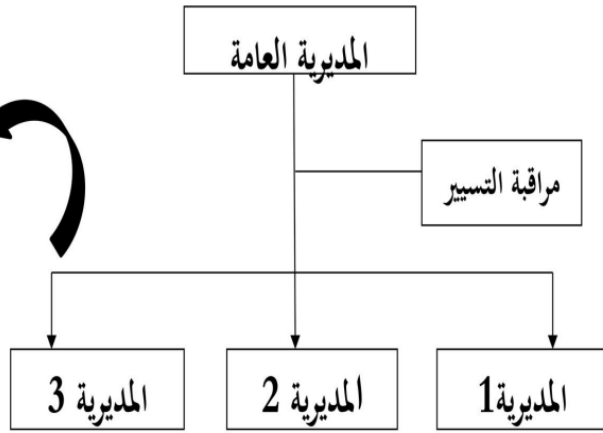 المديرية العامة
مراقبة التسيير
المديرية1
المديرية 2
المديرية 3